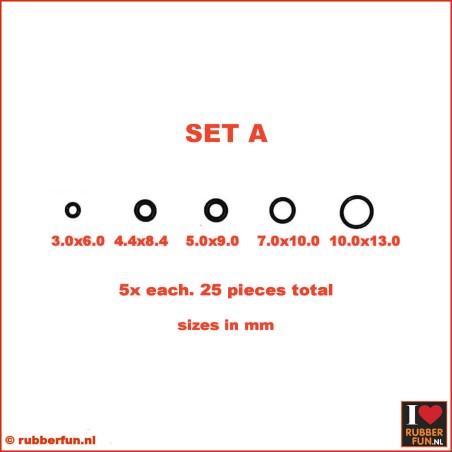 SET A
3.0x6.0 4.4x8.4 5.0x9.0 7.0x10.0 10.0x13.0
5x each. 25 pieces total
sizes in mm
© rubberfun.nl
I ❤ RUBBER FUN.NL